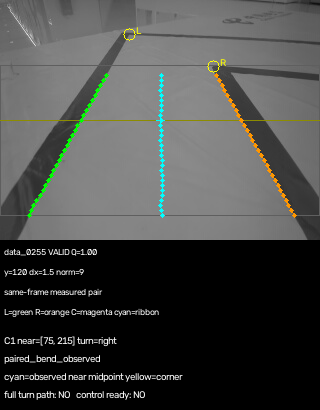 L
R
data_0255 VALID Q=1.00
y=120 dx=1.5 norm=9
same-frame measured pair
L=green R=orange C=magenta cyan=ribbon
C1 near=[75, 215] turn=right
paired_bend_observed
cyan=observed near midpoint yellow=corner
full turn path: NO control ready: NO